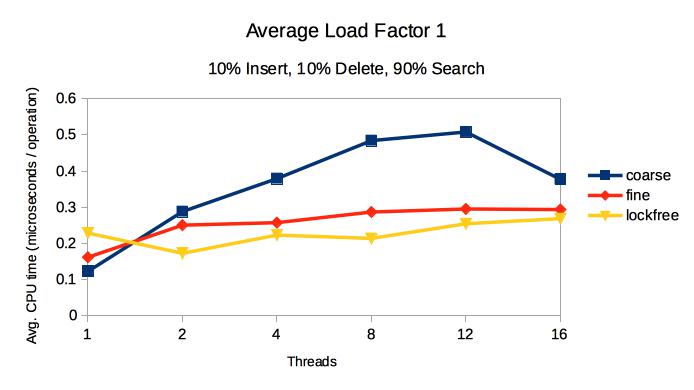 Average Load Factor 1
10% Insert, 10% Delete, 90% Search
Avg. CPU time (microseconds / operation)
0.6
0.5
0.4
0.3
0.2
0.1
0
1 2 4 8 12 16
Threads
coarse
fine
lockfree